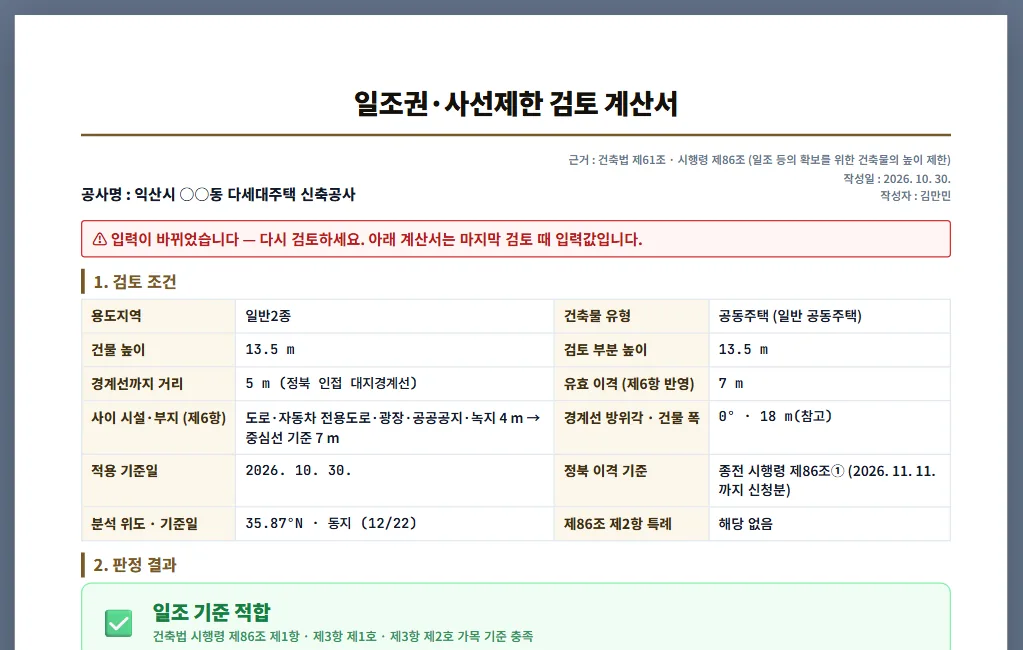 일조권·사선제한 검토 계산서
근거 : 건축법 제61조 · 시행령 제86조 (일조 등의 확보를 위한 건축물의 높이 제한)
작성일 : 2026. 10. 30.
공사명 : 익산시 ○○동 다세대주택 신축공사
작성자 : 김만민
⚠ 입력이 바뀌었습니다 — 다시 검토하세요. 아래 계산서는 마지막 검토 때 입력값입니다.
1. 검토 조건
용도지역 일반2종 건축물 유형 공동주택 (일반 공동주택)
건물 높이 13.5 m 검토 부분 높이 13.5 m
경계선까지 거리 5 m (정북 인접 대지경계선) 유효 이격 (제6항 반영) 7 m
사이 시설·부지 (제6항) 도로·자동차 전용도로·광장·공공공지·녹지 4 m →
중심선 기준 7 m
경계선 방위각 · 건물 폭 0° · 18 m(참고)
적용 기준일 2026. 10. 30. 정북 이격 기준 종전 시행령 제86조① (2026. 11. 11.
까지 신청분)
분석 위도 · 기준일 35.87°N · 동지 (12/22) 제86조 제2항 특례 해당 없음
2. 판정 결과
✅ 일조 기준 적합
건축법 시행령 제86조 제1항 · 제3항 제1호 · 제3항 제2호 가목 기준 충족